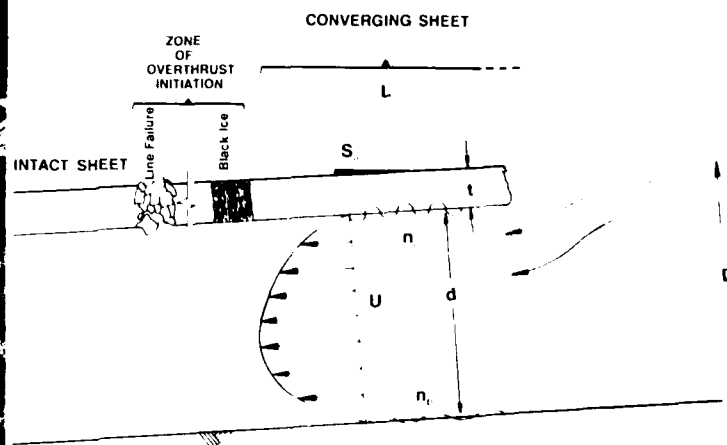 CONVERGING SHEET
ZONE
OF
OVERTHRUST
INITIATION
L
Line Failure
Black Ice
INTACT SHEET
S
t
n
U
d
n